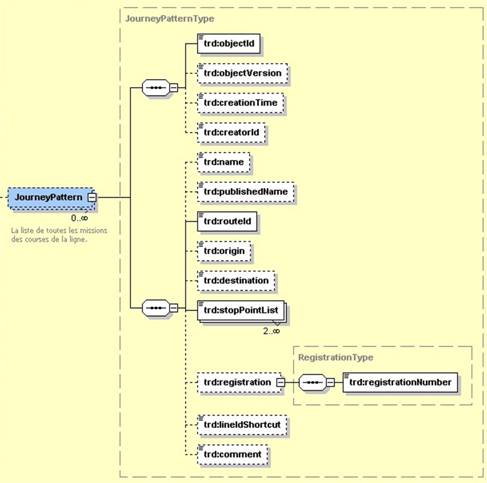 JourneyPatternType
trd:objectId
trd:objectVersion
trd:creationTime
trd:creatorId
trd:name
trd:publishedName
JourneyPattern
0..∞
La liste de toutes les missions
des courses de la ligne.
trd:routeId
trd:origin
trd:destination
trd:stopPointList
2..∞
RegistrationType
trd:registration
trd:registrationNumber
trd:lineIdShortcut
trd:comment